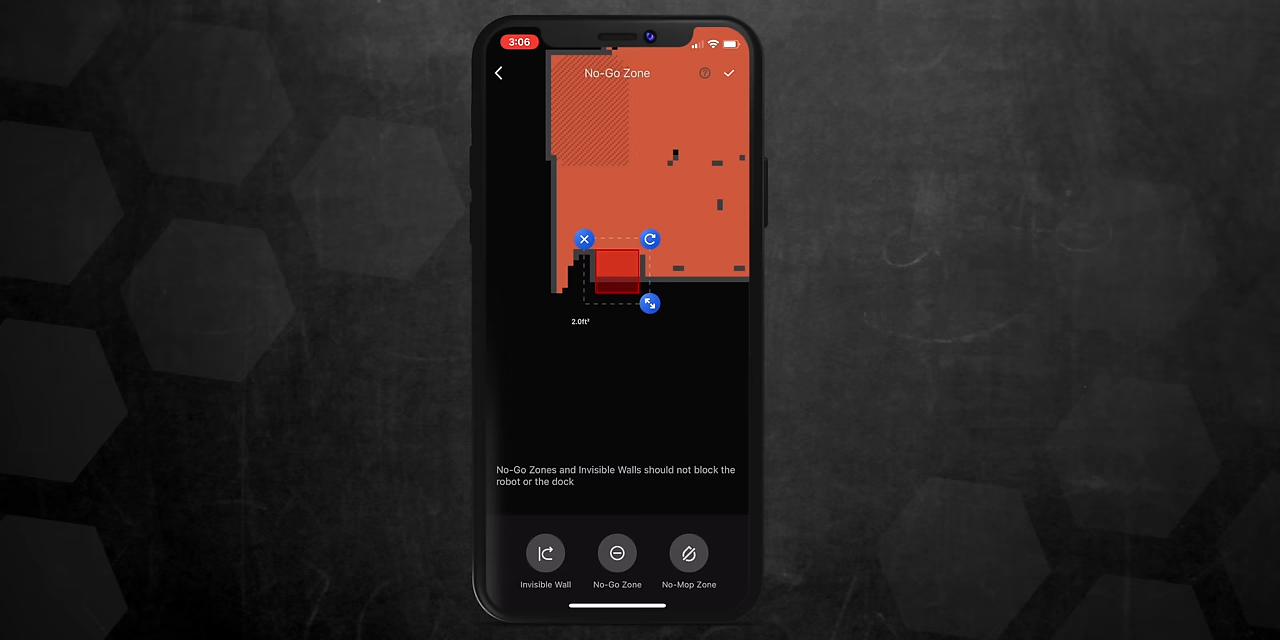 3:06
No-Go Zone
2.0ft²
No-Go Zones and Invisible Walls should not block the
robot or the dock
Invisible Wall
No-Go Zone
No-Mop Zone